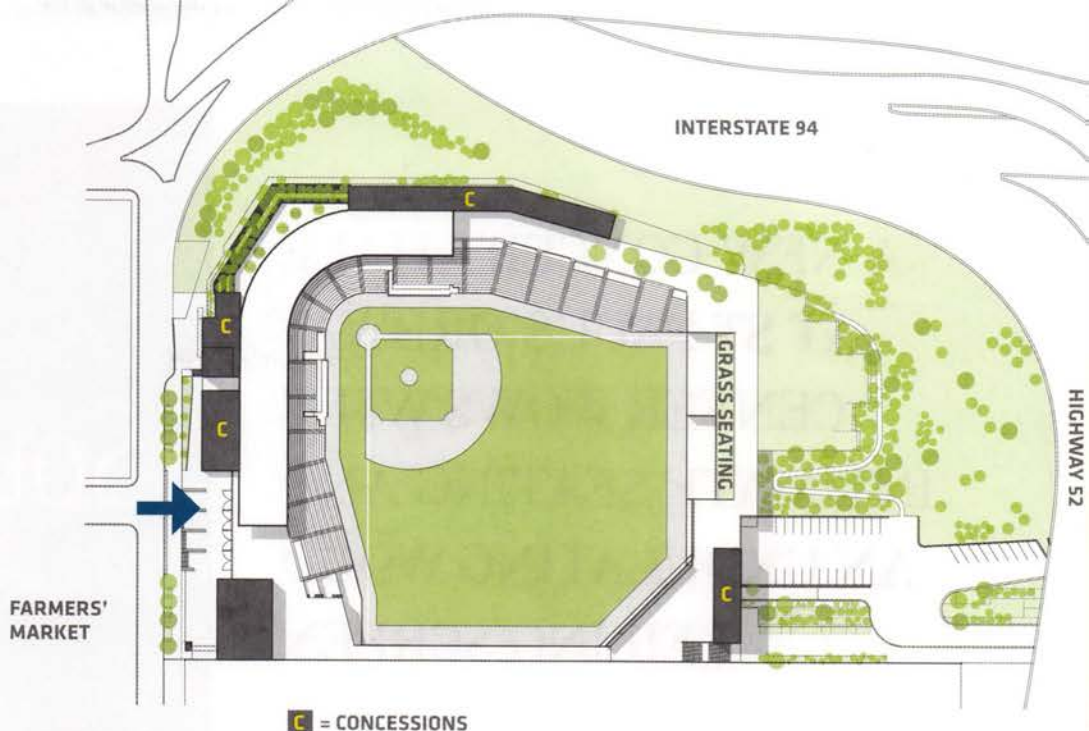 INTERSTATE 94
C
C
GRASS SEATING
C
HIGHWAY 52
C
FARMERS'
MARKET
C = CONCESSIONS